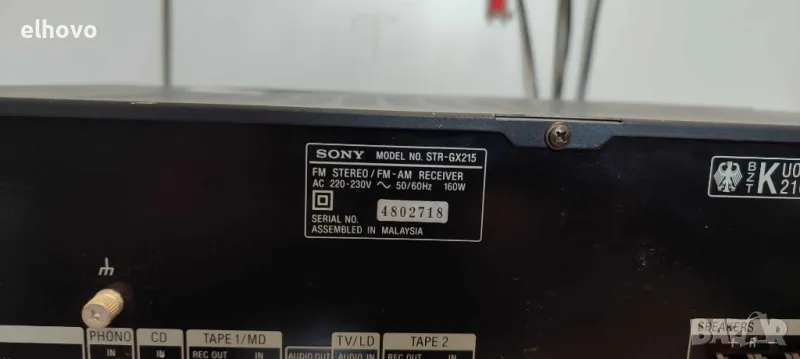 elhovo
SONY MODEL NO. STR-GX215
FM STEREO/FM-AM RECEIVER
AC 220-230V ~ 50/60Hz 160W
SERIAL NO. 4802718
ASSEMBLED IN MALAYSIA
BZT K UO
PHONO CD TAPE 1/MD TV/LD TAPE 2
IN IN REC OUT IN AUDIO OUT AUDIO IN REC OUT IN
SPEAKERS
BAZAR